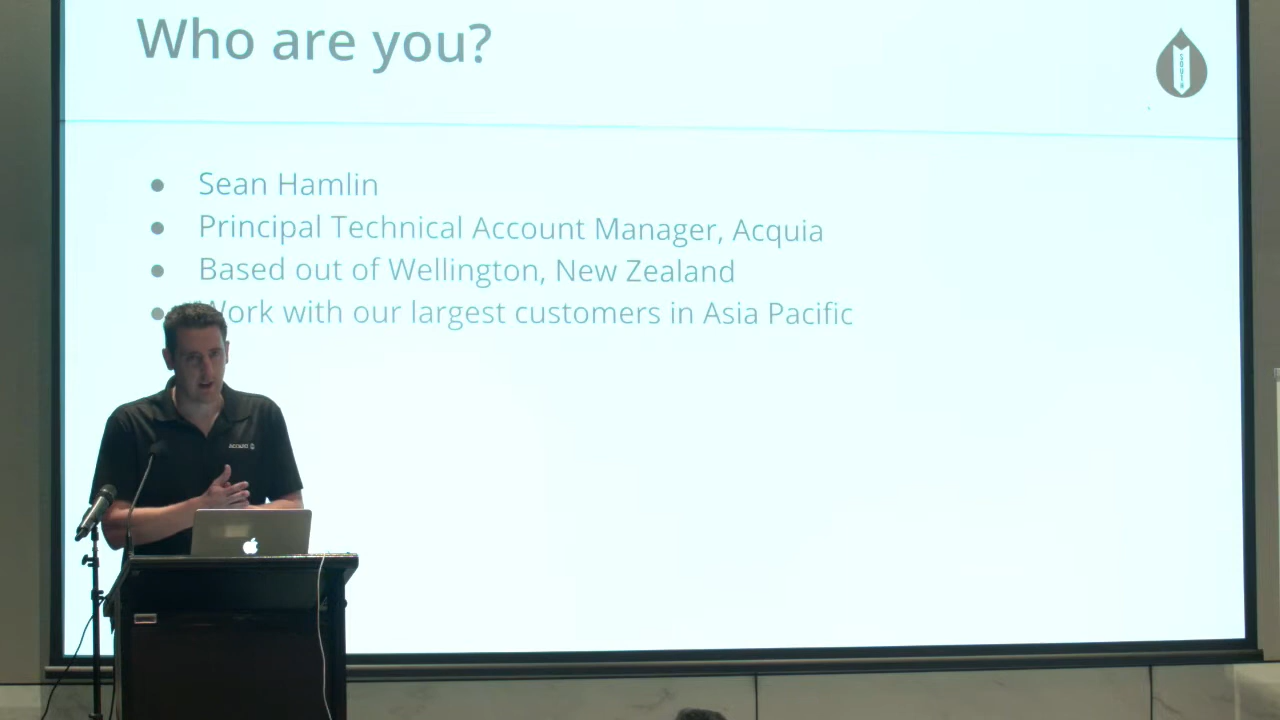 Who are you?
SOUTH
Sean Hamlin
Principal Technical Account Manager, Acquia
Based out of Wellington, New Zealand
Work with our largest customers in Asia Pacific